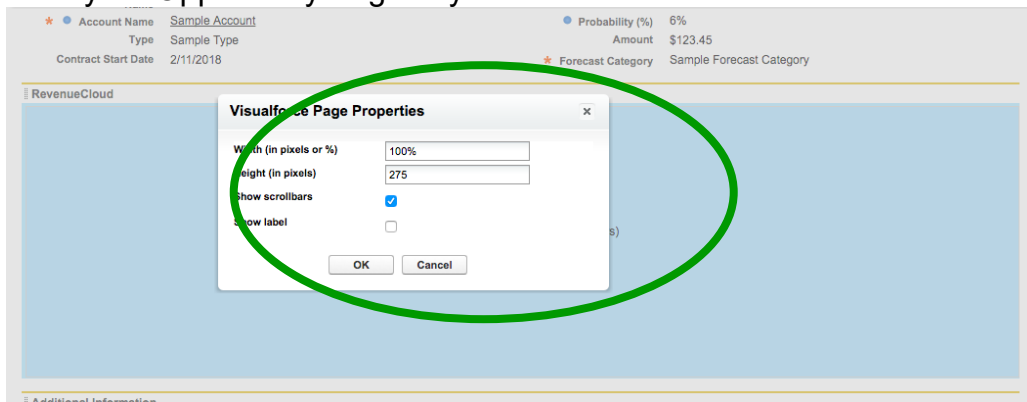 Account Name Sample Account Probability (%) 6%
Type Sample Type Amount $123.45
Contract Start Date 2/11/2018 Forecast Category Sample Forecast Category
RevenueCloud
Visualforce Page Properties x
Width (in pixels or %) 100%
Height (in pixels) 275
Show scrollbars
Show label
s)
OK Cancel
Additional Information